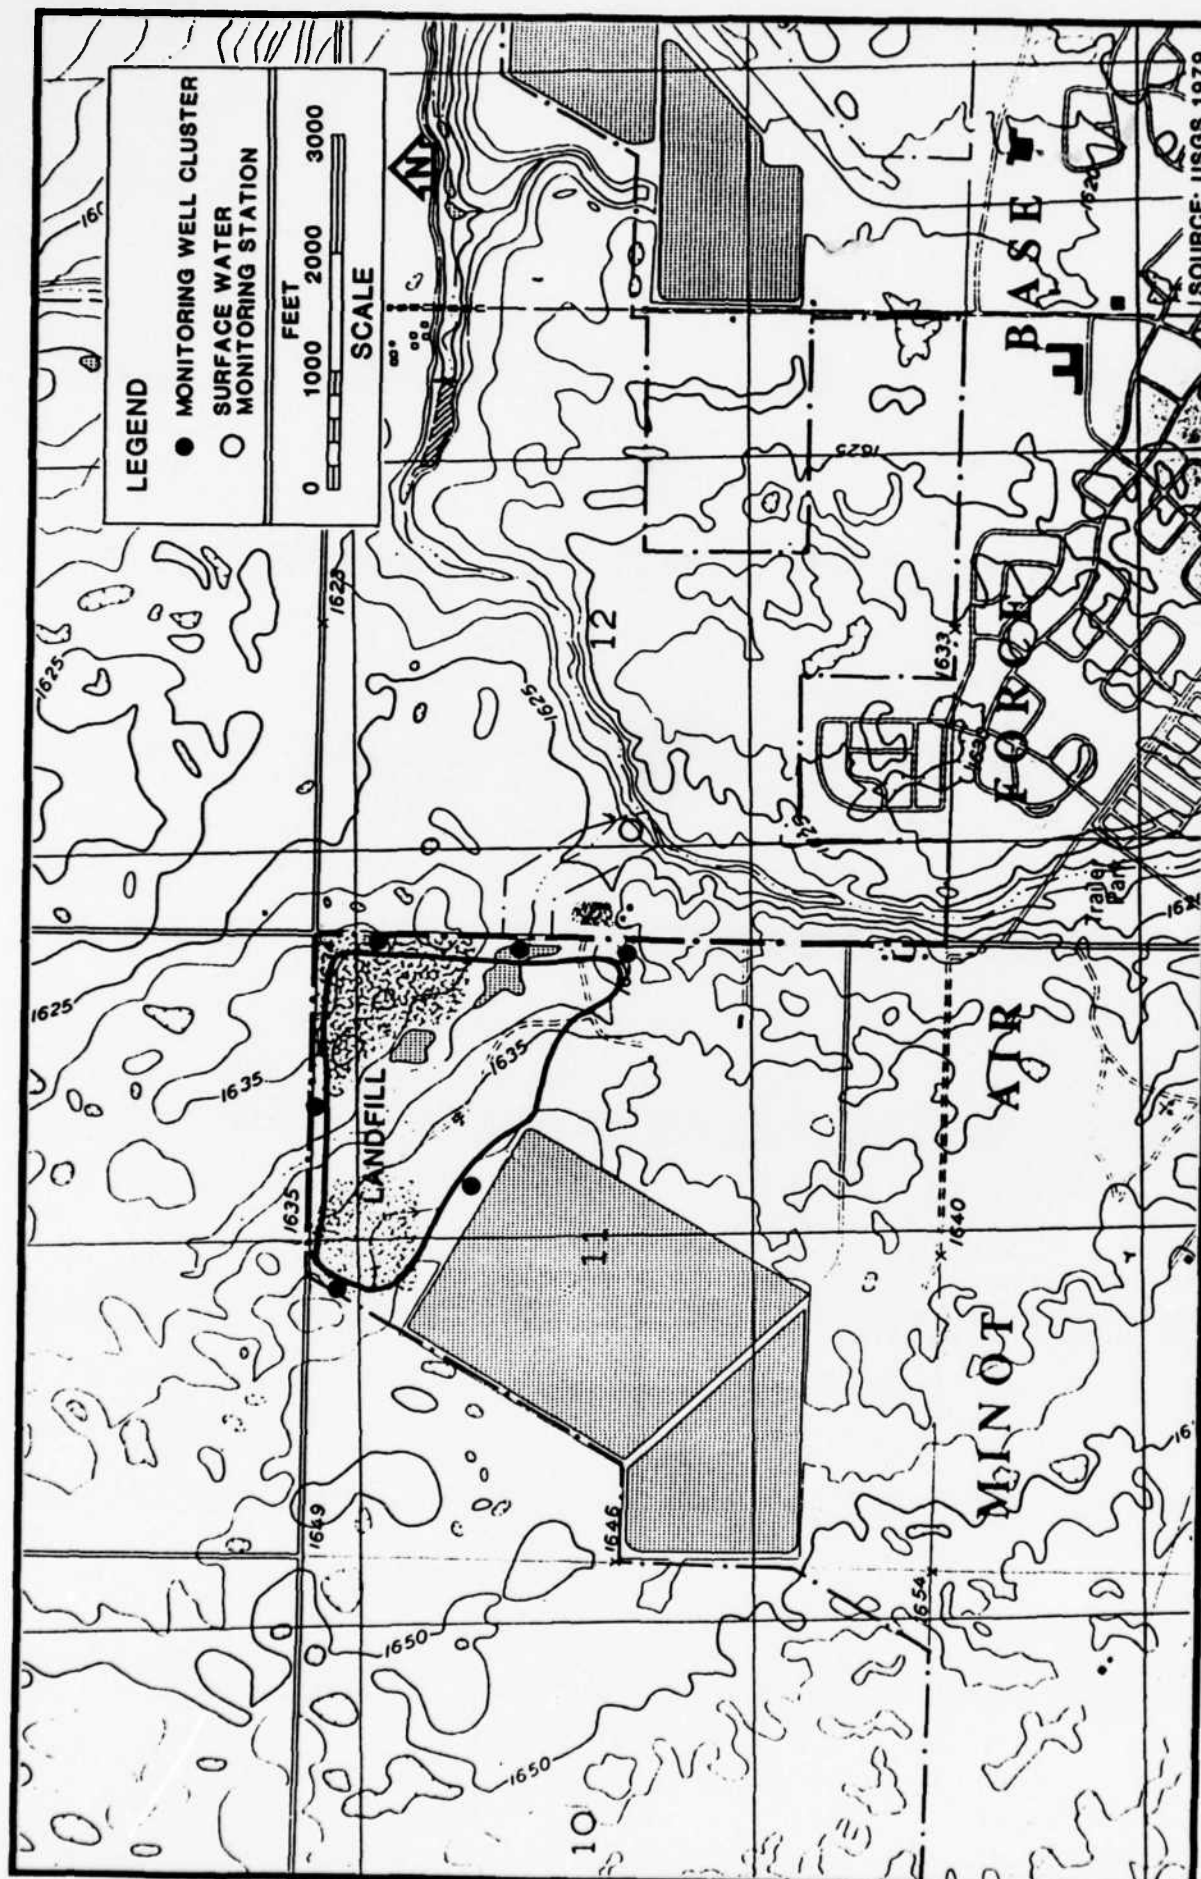 LEGEND
MONITORING WELL CLUSTER
SURFACE WATER
MONITORING STATION
FEET
0 1000 2000 3000
SCALE
N
1625
1625
1625
1635
1635
1635
LANDFILL
1649
1650
1650
1646
1654
1640
1633
1625
1620
10
11
12
Trailer
Park
MINOT AIR FORCE BASE
SOURCE: USGS 1979